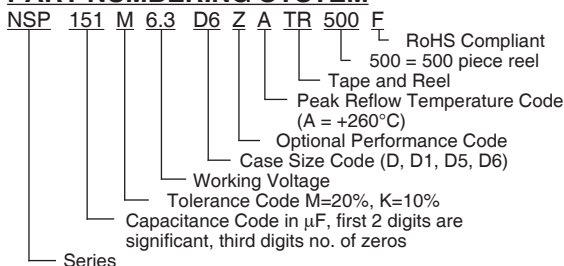 PART NUMBERING SYSTEM
NSP 151 M 6.3 D6 Z A TR 500 F
RoHS Compliant
500 = 500 piece reel
Tape and Reel
Peak Reflow Temperature Code
(A = +260°C)
Optional Performance Code
Case Size Code (D, D1, D5, D6)
Working Voltage
Tolerance Code M=20%, K=10%
Capacitance Code in μF, first 2 digits are
significant, third digits no. of zeros
Series